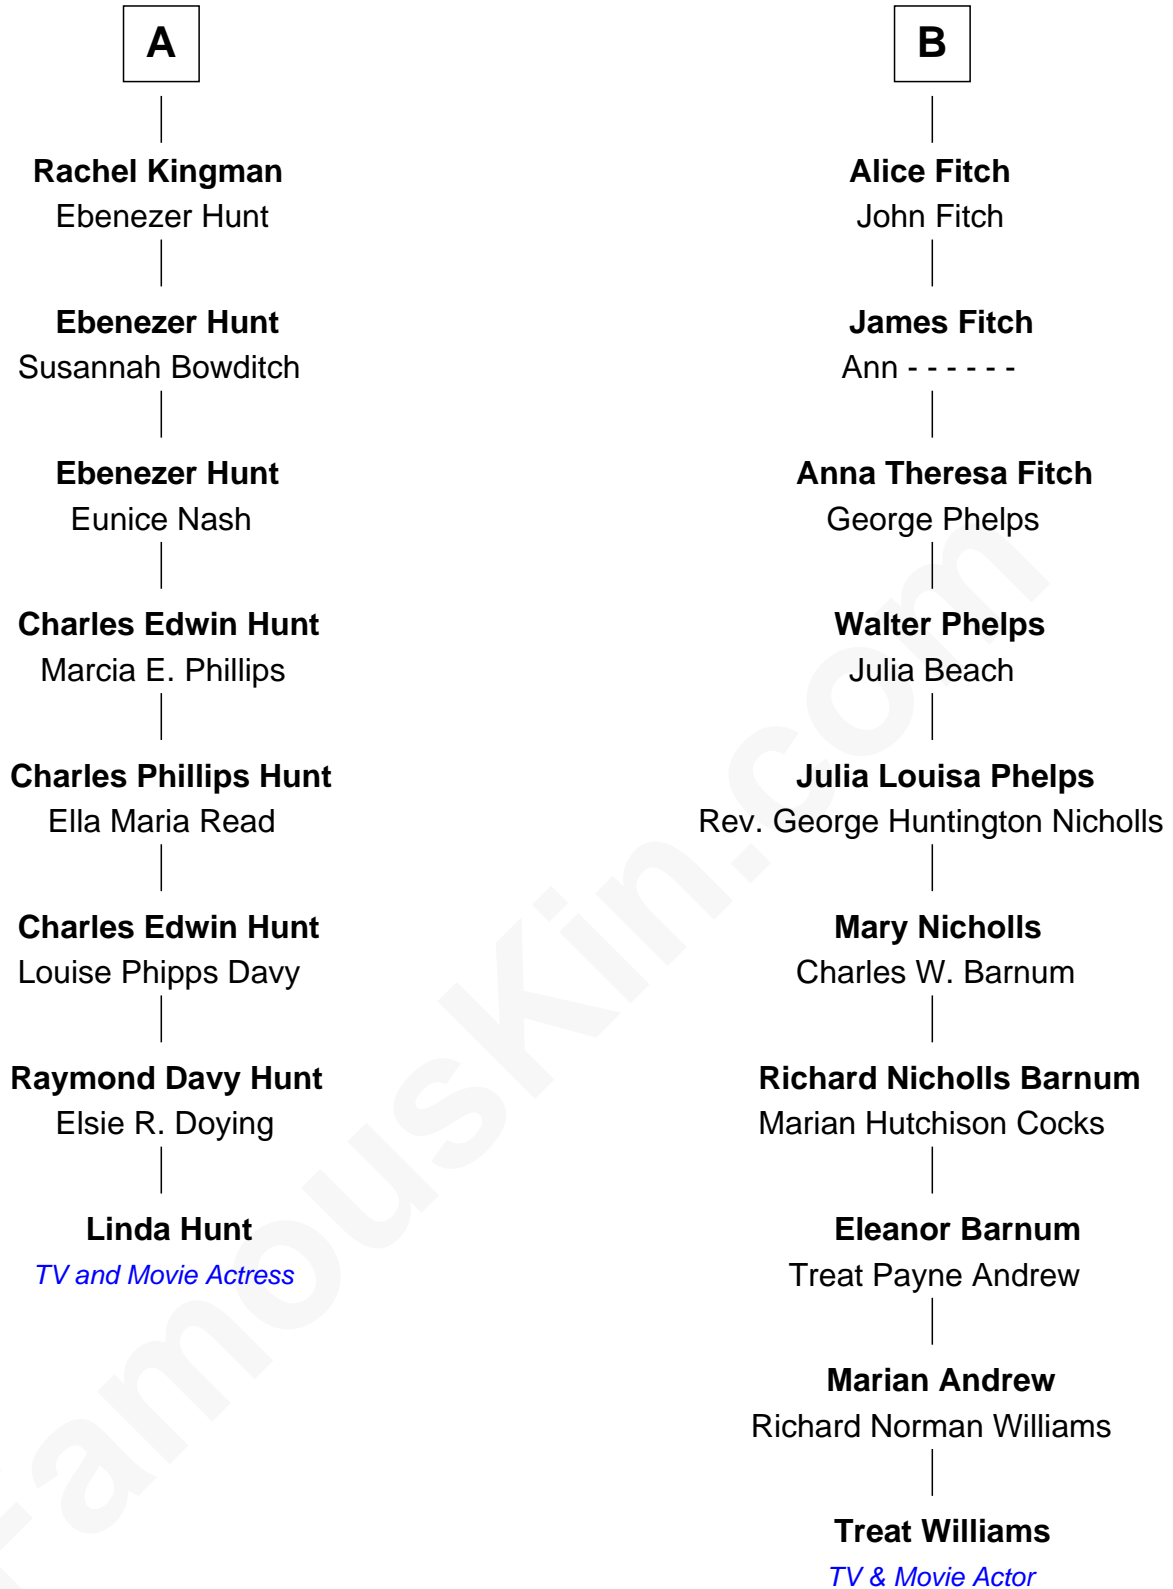 A
Rachel Kingman
Ebenezer Hunt
Ebenezer Hunt
Susannah Bowditch
Ebenezer Hunt
Eunice Nash
Charles Edwin Hunt
Marcia E. Phillips
Charles Phillips Hunt
Ella Maria Read
Charles Edwin Hunt
Louise Phipps Davy
Raymond Davy Hunt
Elsie R. Doying
Linda Hunt
TV and Movie Actress
B
Alice Fitch
John Fitch
James Fitch
Ann - - - - - -
Anna Theresa Fitch
George Phelps
Walter Phelps
Julia Beach
Julia Louisa Phelps
Rev. George Huntington Nicholls
Mary Nicholls
Charles W. Barnum
Richard Nicholls Barnum
Marian Hutchison Cocks
Eleanor Barnum
Treat Payne Andrew
Marian Andrew
Richard Norman Williams
Treat Williams
TV & Movie Actor
FamousKin.com